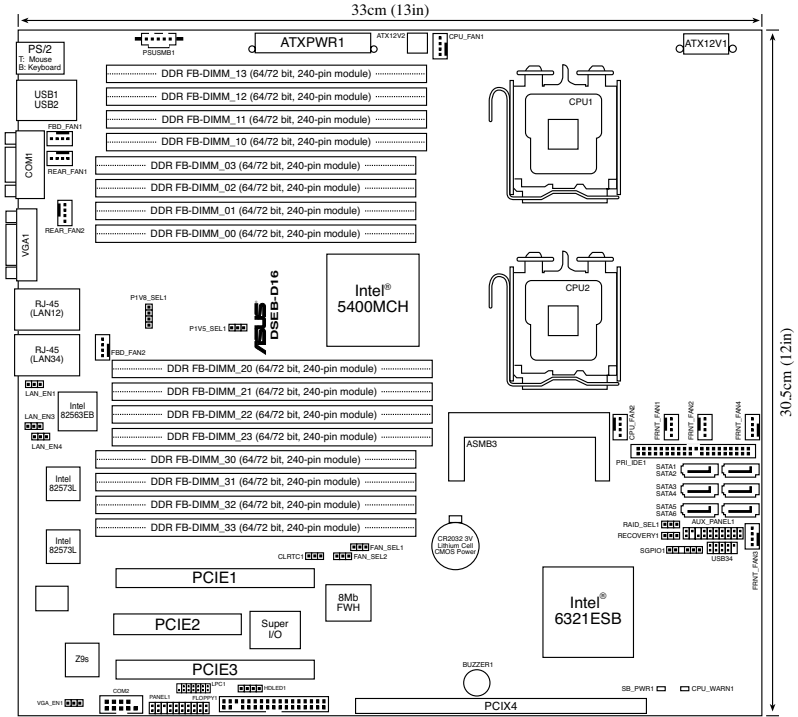 33cm (13in)
PS/2
T: Mouse
B: Keyboard
PSUSMB1
ATXPWR1
ATX12V2
CPU_FAN1
ATX12V1
USB1
USB2
FBD_FAN1
COM1
REAR_FAN1
REAR_FAN2
VGA1
DDR FB-DIMM_13 (64/72 bit, 240-pin module)
DDR FB-DIMM_12 (64/72 bit, 240-pin module)
DDR FB-DIMM_11 (64/72 bit, 240-pin module)
DDR FB-DIMM_10 (64/72 bit, 240-pin module)
DDR FB-DIMM_03 (64/72 bit, 240-pin module)
DDR FB-DIMM_02 (64/72 bit, 240-pin module)
DDR FB-DIMM_01 (64/72 bit, 240-pin module)
DDR FB-DIMM_00 (64/72 bit, 240-pin module)
CPU1
CPU2
RJ-45
(LAN12)
RJ-45
(LAN34)
P1V8_SEL1
P1V5_SEL1
ASUS
DSEB-D16
Intel®
5400MCH
30.5cm (12in)
FBD_FAN2
DDR FB-DIMM_20 (64/72 bit, 240-pin module)
DDR FB-DIMM_21 (64/72 bit, 240-pin module)
DDR FB-DIMM_22 (64/72 bit, 240-pin module)
DDR FB-DIMM_23 (64/72 bit, 240-pin module)
DDR FB-DIMM_30 (64/72 bit, 240-pin module)
DDR FB-DIMM_31 (64/72 bit, 240-pin module)
DDR FB-DIMM_32 (64/72 bit, 240-pin module)
DDR FB-DIMM_33 (64/72 bit, 240-pin module)
LAN_EN1
LAN_EN3
LAN_EN4
Intel
82563EB
Intel
82573L
Intel
82573L
ASMB3
CPU_FAN2
FRNT_FAN1
FRNT_FAN2
FRNT_FAN4
PRI_IDE1
SATA1
SATA2
SATA3
SATA4
SATA5
SATA6
RAID_SEL1
AUX_PANEL1
RECOVERY1
SGPIO1
USB34
FRNT_FAN3
CR2032 3V
Lithium Cell
CMOS Power
FAN_SEL1
CLRTC1
FAN_SEL2
PCIE1
PCIE2
PCIE3
8Mb
FWH
Super
I/O
Intel®
6321ESB
Z9s
BUZZER1
SB_PWR1
CPU_WARN1
VGA_EN1
COM2
PANEL1
LPC1
FLOPPY1
HDLED1
PCIX4